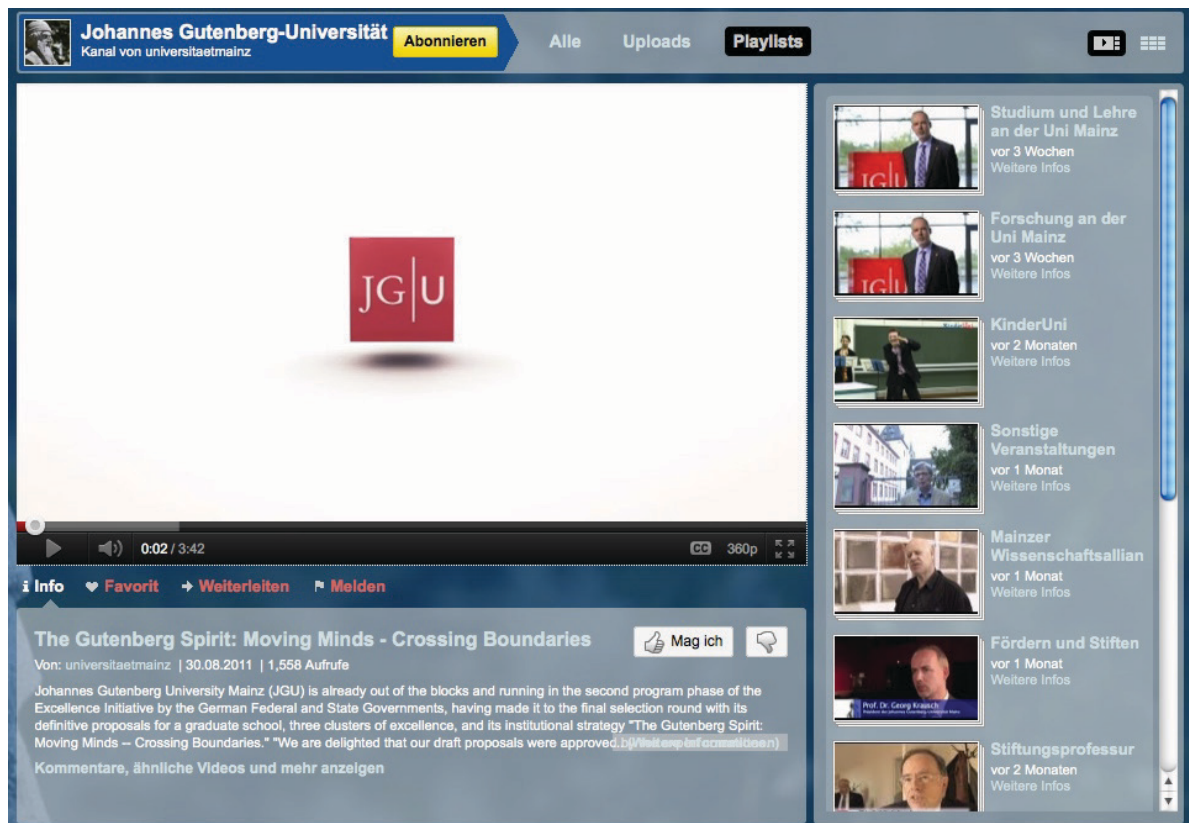 Johannes Gutenberg-Universität
Kanal von universitaetmainz
Abonnieren
Alle
Uploads
Playlists
JG|U
0:02 / 3:42
CC
360p
i Info
Favorit
Weiterleiten
Melden
The Gutenberg Spirit: Moving Minds - Crossing Boundaries
Mag ich
Von: universitaetmainz | 30.08.2011 | 1,558 Aufrufe
Johannes Gutenberg University Mainz (JGU) is already out of the blocks and running in the second program phase of the
Excellence Initiative by the German Federal and State Governments, having made it to the final selection round with its
definitive proposals for a graduate school, three clusters of excellence, and its institutional strategy "The Gutenberg Spirit:
Moving Minds -- Crossing Boundaries." "We are delighted that our draft proposals were approved
Kommentare, ähnliche Videos und mehr anzeigen
Studium und Lehre
an der Uni Mainz
vor 3 Wochen
Weitere Infos
JGU
Forschung an der
Uni Mainz
vor 3 Wochen
Weitere Infos
JGU
KinderUni
vor 2 Monaten
Weitere Infos
Sonstige
Veranstaltungen
vor 1 Monat
Weitere Infos
Mainzer
Wissenschaftsallian
vor 1 Monat
Weitere Infos
Fördern und Stiften
vor 1 Monat
Weitere Infos
Prof. Dr. Georg Krausch
Stiftungsprofessur
vor 2 Monaten
Weitere Infos